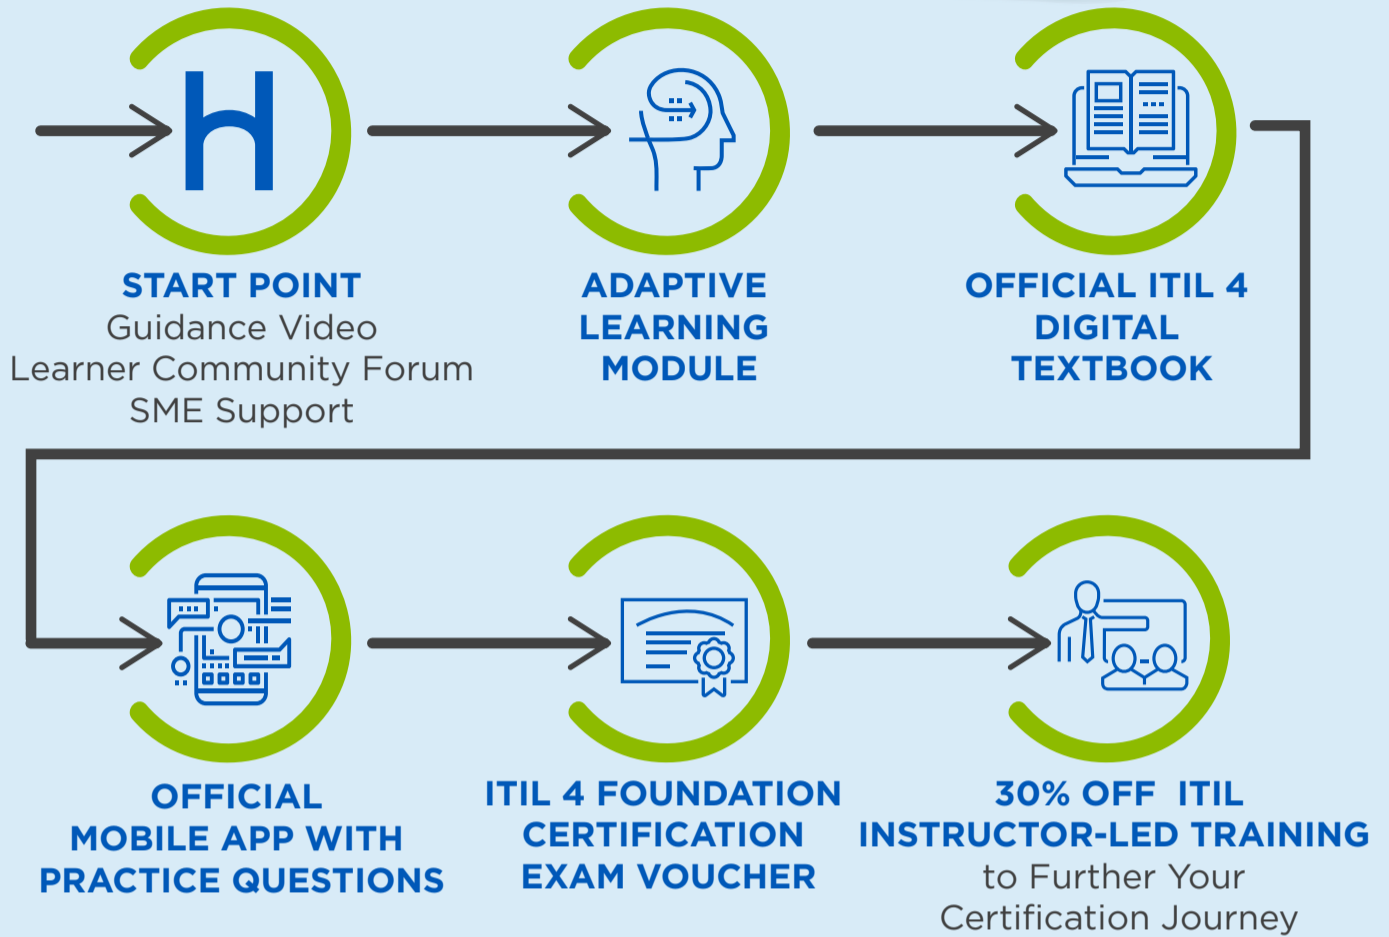 START POINT
Guidance Video
Learner Community Forum
SME Support
ADAPTIVE
LEARNING
MODULE
OFFICIAL ITIL 4
DIGITAL
TEXTBOOK
OFFICIAL
MOBILE APP WITH
PRACTICE QUESTIONS
ITIL 4 FOUNDATION
CERTIFICATION
EXAM VOUCHER
30% OFF ITIL
INSTRUCTOR-LED TRAINING
to Further Your
Certification Journey